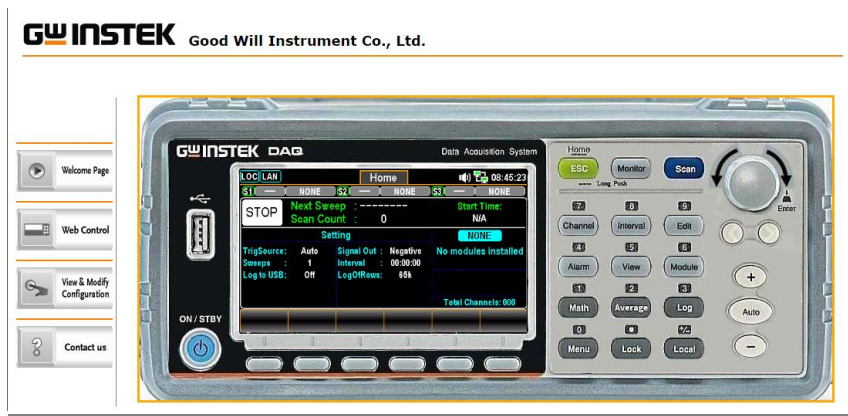 GWINSTEK Good Will Instrument Co., Ltd.
Welcome Page
Web Control
View & Modify
Configuration
Contact us
GWINSTEK DAQ
Data Acquisition System
LOC LAN Home 08:45:23
S1 — NONE S2 — NONE S3 — NONE
STOP
Next Sweep : --------
Scan Count : 0
Start Time:
N/A
Setting
NONE
TrigSource: Auto Signal Out : Negative
Sweeps : 1 Interval : 00:00:00
Log to USB: Off LogOfRows: 65k
No modules installed
Total Channels: 000
ON / STBY
Home
ESC Monitor Scan
Long Push
7 8 9
Channel Interval Edit
4 5 6
Alarm View Module
1 2 3
Math Average Log
0 ● +/-
Menu Lock Local
Enter
+
Auto
−